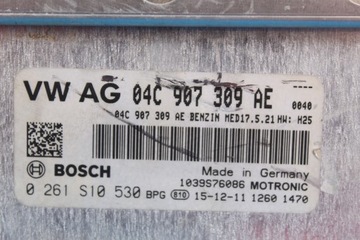 VW AG 04C 907 309 AE 0040
04C 907 309 AE BENZIN MED17.5.21 HW: H25
BOSCH Made in Germany
1039S76086 MOTRONIC
0 261 S10 530 BPG 810 15-12-11 1260 1470